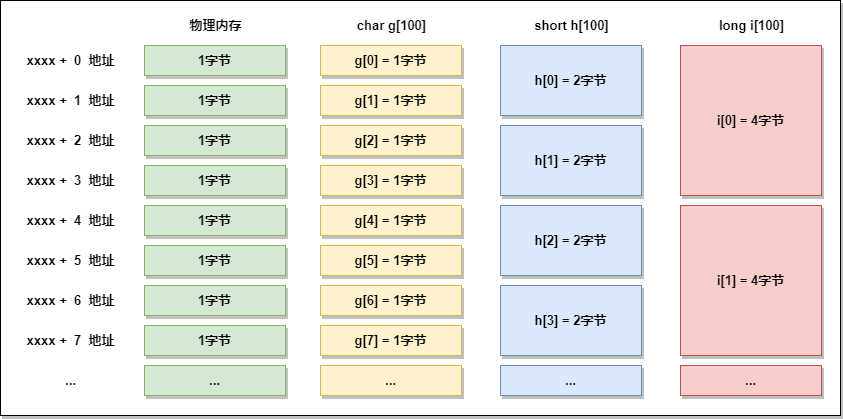 物理内存 char g[100] short h[100] long i[100]
xxxx + 0 地址 1字节 g[0] = 1字节
h[0] = 2字节
xxxx + 1 地址 1字节 g[1] = 1字节
i[0] = 4字节
xxxx + 2 地址 1字节 g[2] = 1字节
h[1] = 2字节
xxxx + 3 地址 1字节 g[3] = 1字节
xxxx + 4 地址 1字节 g[4] = 1字节
h[2] = 2字节
xxxx + 5 地址 1字节 g[5] = 1字节
i[1] = 4字节
xxxx + 6 地址 1字节 g[6] = 1字节
h[3] = 2字节
xxxx + 7 地址 1字节 g[7] = 1字节
... ... ... ... ...